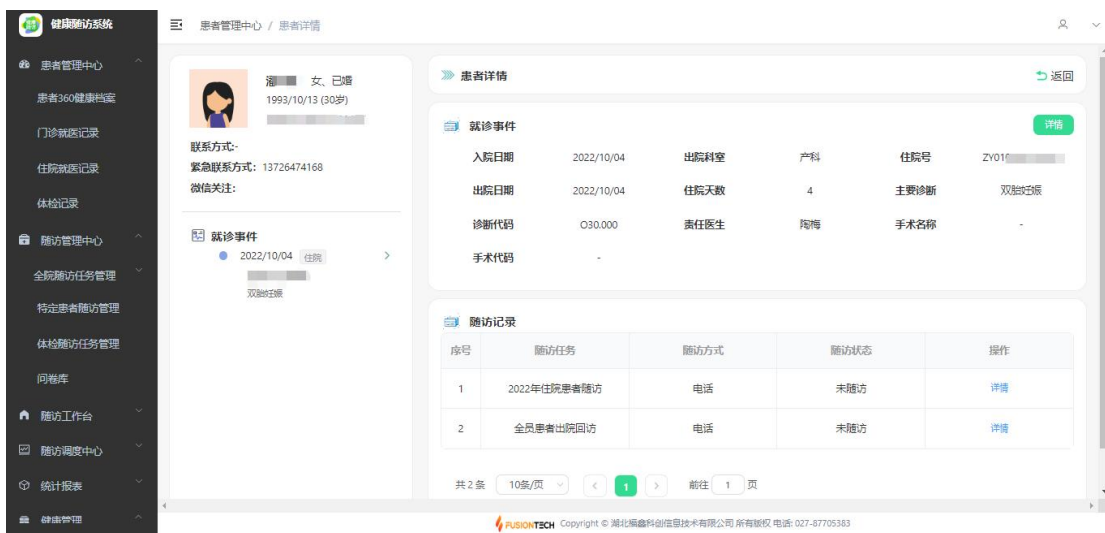 健康随访系统
患者管理中心 / 患者详情
患者管理中心
患者360健康档案
门诊就医记录
住院就医记录
体检记录
随访管理中心
全院随访任务管理
特定患者随访管理
体检随访任务管理
问卷库
随访工作台
随访调度中心
统计报表
健康管理
女、已婚
1993/10/13 (30岁)
联系方式:-
紧急联系方式: 13726474168
微信关注:
就诊事件
2022/10/04 住院
双胎妊娠
患者详情 返回
就诊事件 详情
入院日期 2022/10/04 出院科室 产科 住院号 ZY01
出院日期 2022/10/04 住院天数 4 主要诊断 双胎妊娠
诊断代码 O30.000 责任医生 陶梅 手术名称 -
手术代码 -
随访记录
序号 随访任务 随访方式 随访状态 操作
1 2022年住院患者随访 电话 未随访 详情
2 全员患者出院回访 电话 未随访 详情
共 2 条 10条/页 1 前往 1 页
FUSIONTECH Copyright © 湖北福鑫科创信息技术有限公司 所有版权 电话: 027-87705383